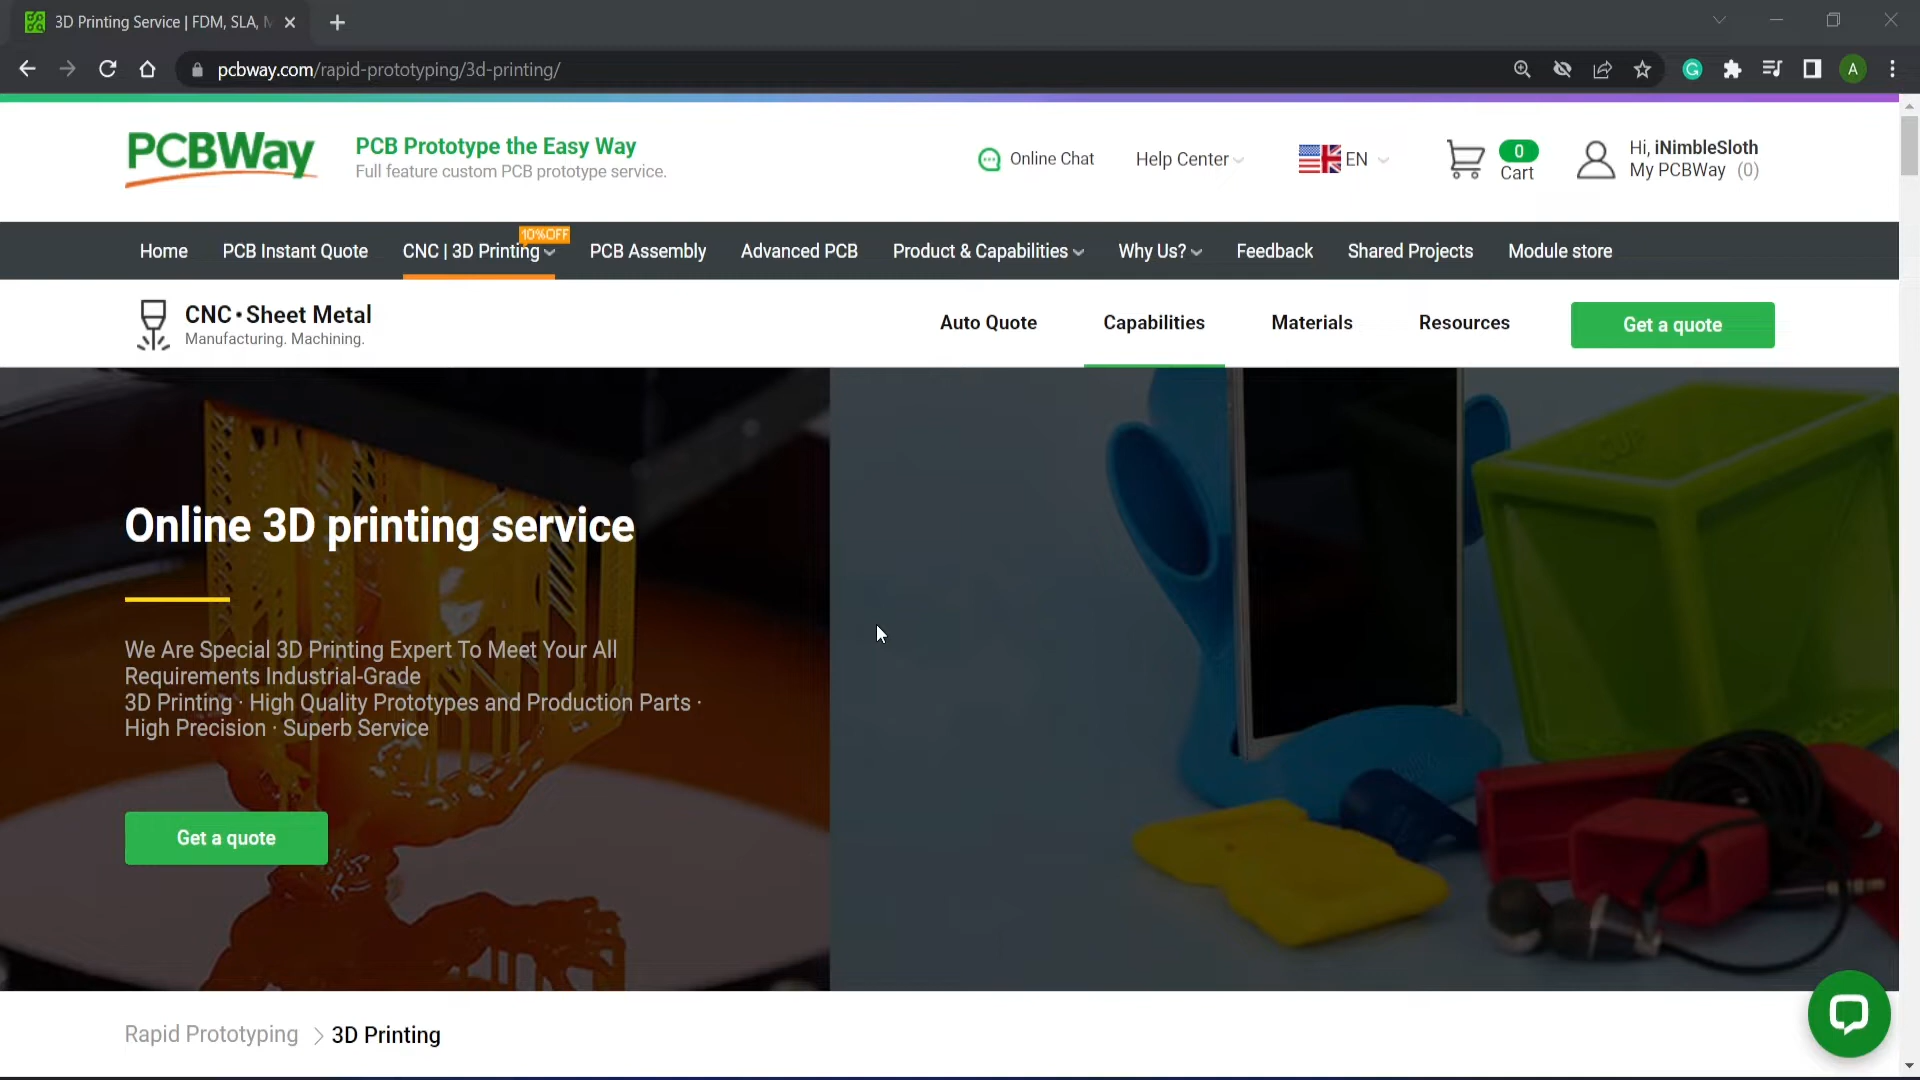 3D Printing Service | FDM, SLA,
pcbway.com/rapid-prototyping/3d-printing/
A
PCBWay
PCB Prototype the Easy Way
Full feature custom PCB prototype service.
Online Chat
Help Center
EN
0
Cart
Hi, iNimbleSloth
My PCBWay (0)
10%OFF
Home
PCB Instant Quote
CNC | 3D Printing
PCB Assembly
Advanced PCB
Product & Capabilities
Why Us?
Feedback
Shared Projects
Module store
CNC•Sheet Metal
Manufacturing. Machining.
Auto Quote
Capabilities
Materials
Resources
Get a quote
Online 3D printing service
We Are Special 3D Printing Expert To Meet Your All
Requirements Industrial-Grade
3D Printing · High Quality Prototypes and Production Parts ·
High Precision · Superb Service
Get a quote
Rapid Prototyping > 3D Printing